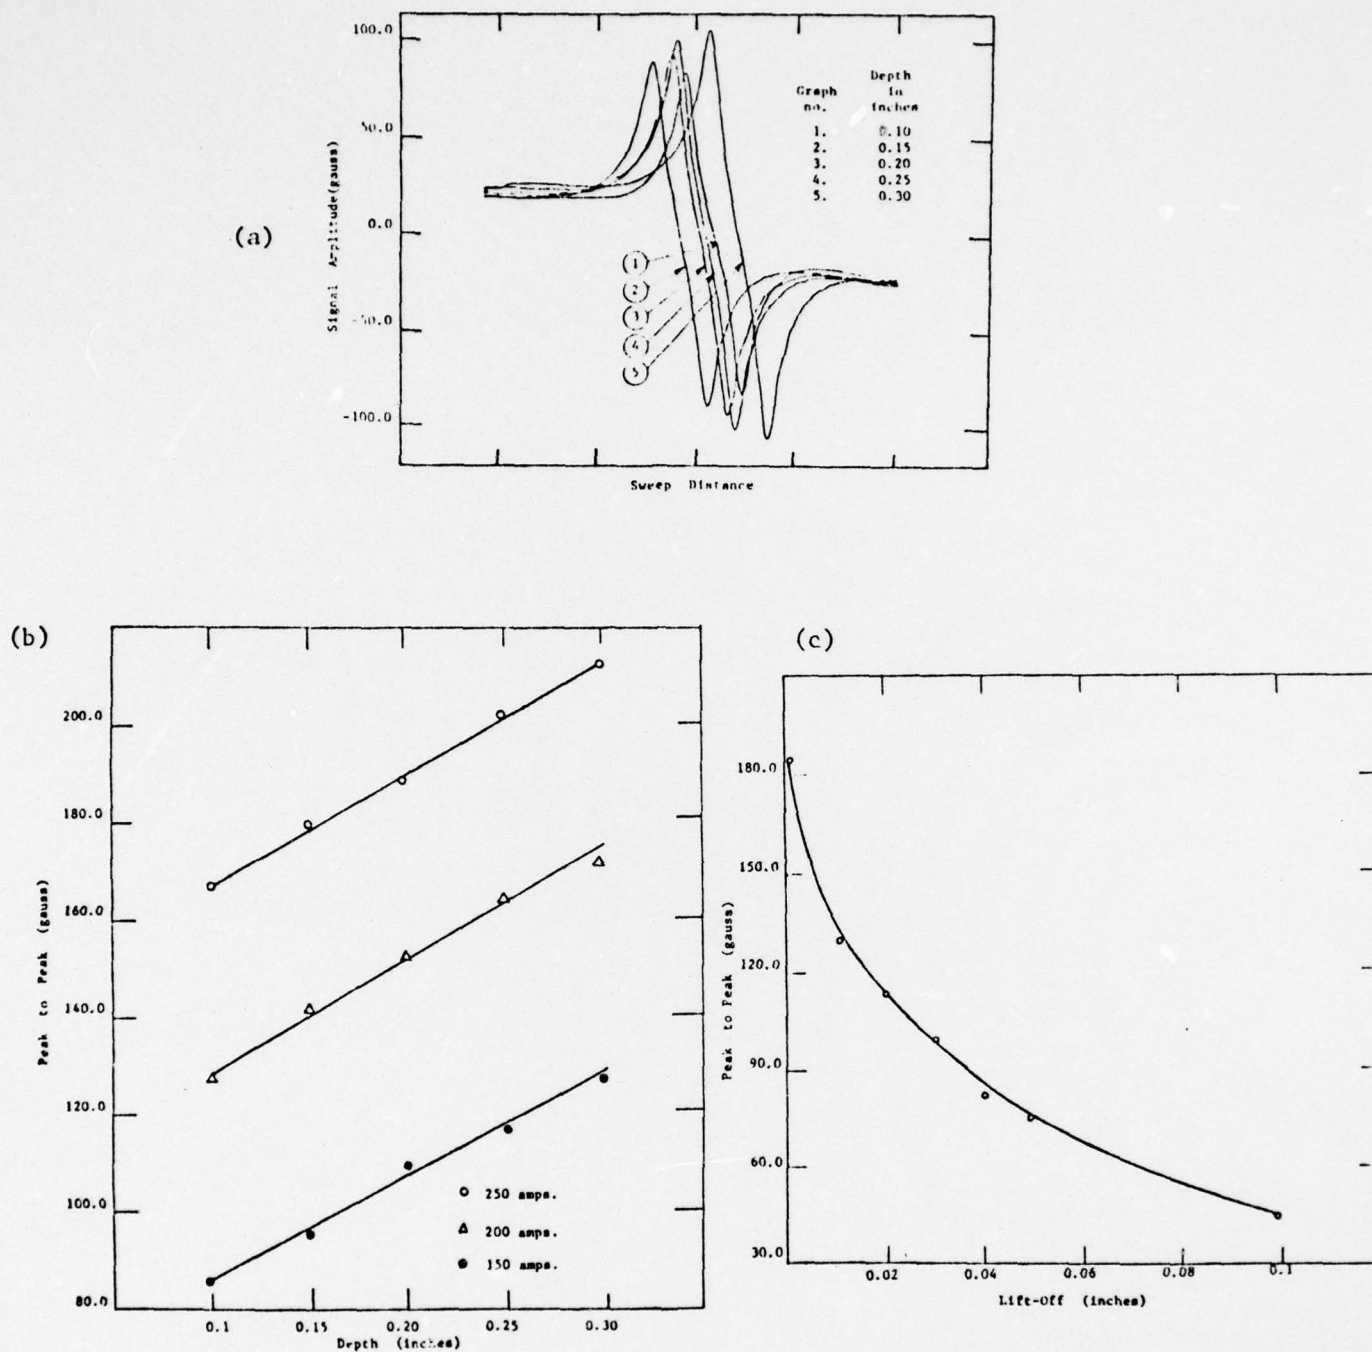 (a)
Signal Amplitude(gauss)
100.0
50.0
0.0
-50.0
-100.0
Graph no. Depth in inches
1. 0.10
2. 0.15
3. 0.20
4. 0.25
5. 0.30
1
2
3
4
5
Sweep Distance
(b)
Peak to Peak (gauss)
200.0
180.0
160.0
140.0
120.0
100.0
80.0
○ 250 amps.
△ 200 amps.
● 150 amps.
0.1 0.15 0.20 0.25 0.30
Depth (inches)
(c)
Peak to Peak (gauss)
180.0
150.0
120.0
90.0
60.0
30.0
0.02 0.04 0.06 0.08 0.1
Lift-Off (inches)